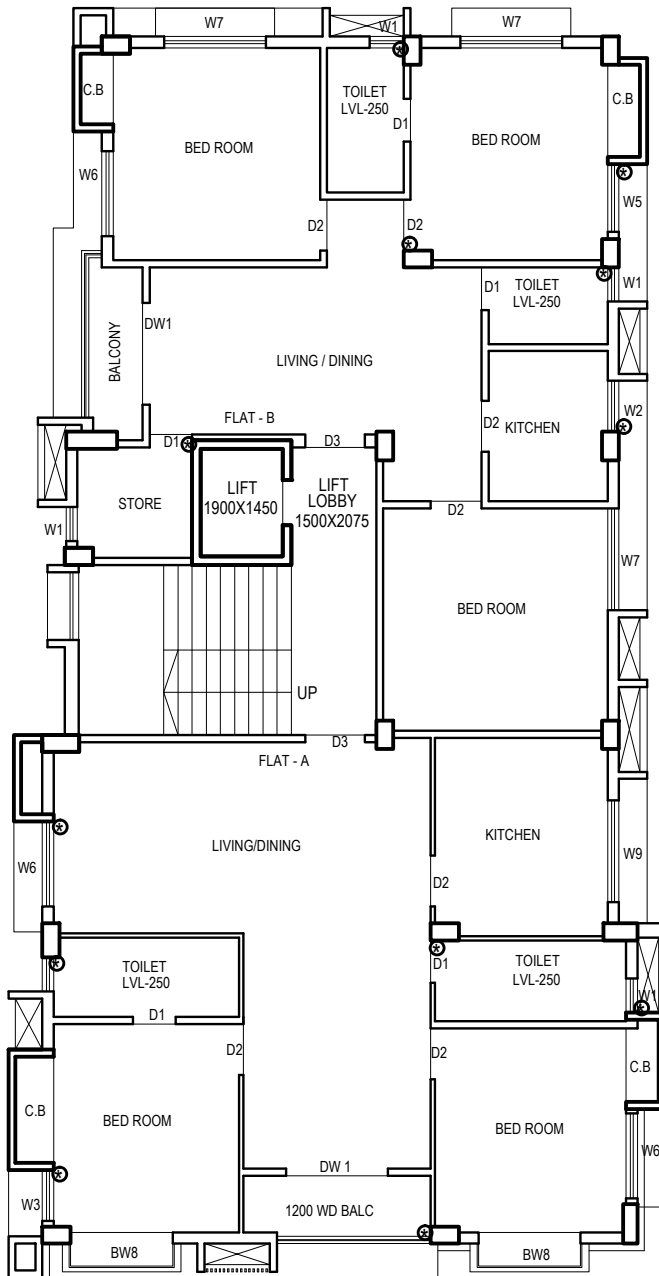 W7
W1
W7
C.B
TOILET
LVL-250
C.B
D1
BED ROOM
BED ROOM
W6
W5
D2
D2
D1
TOILET
LVL-250
W1
DW1
BALCONY
LIVING / DINING
FLAT - B
W2
D1
D3
D2
KITCHEN
LIFT
1900X1450
LIFT
LOBBY
1500X2075
STORE
D2
W1
W7
BED ROOM
UP
D3
FLAT - A
LIVING/DINING
KITCHEN
W6
W9
D2
TOILET
LVL-250
D1
TOILET
LVL-250
W1
D1
D2
D2
C.B
C.B
BED ROOM
BED ROOM
W6
DW 1
W3
1200 WD BALC
BW8
BW8